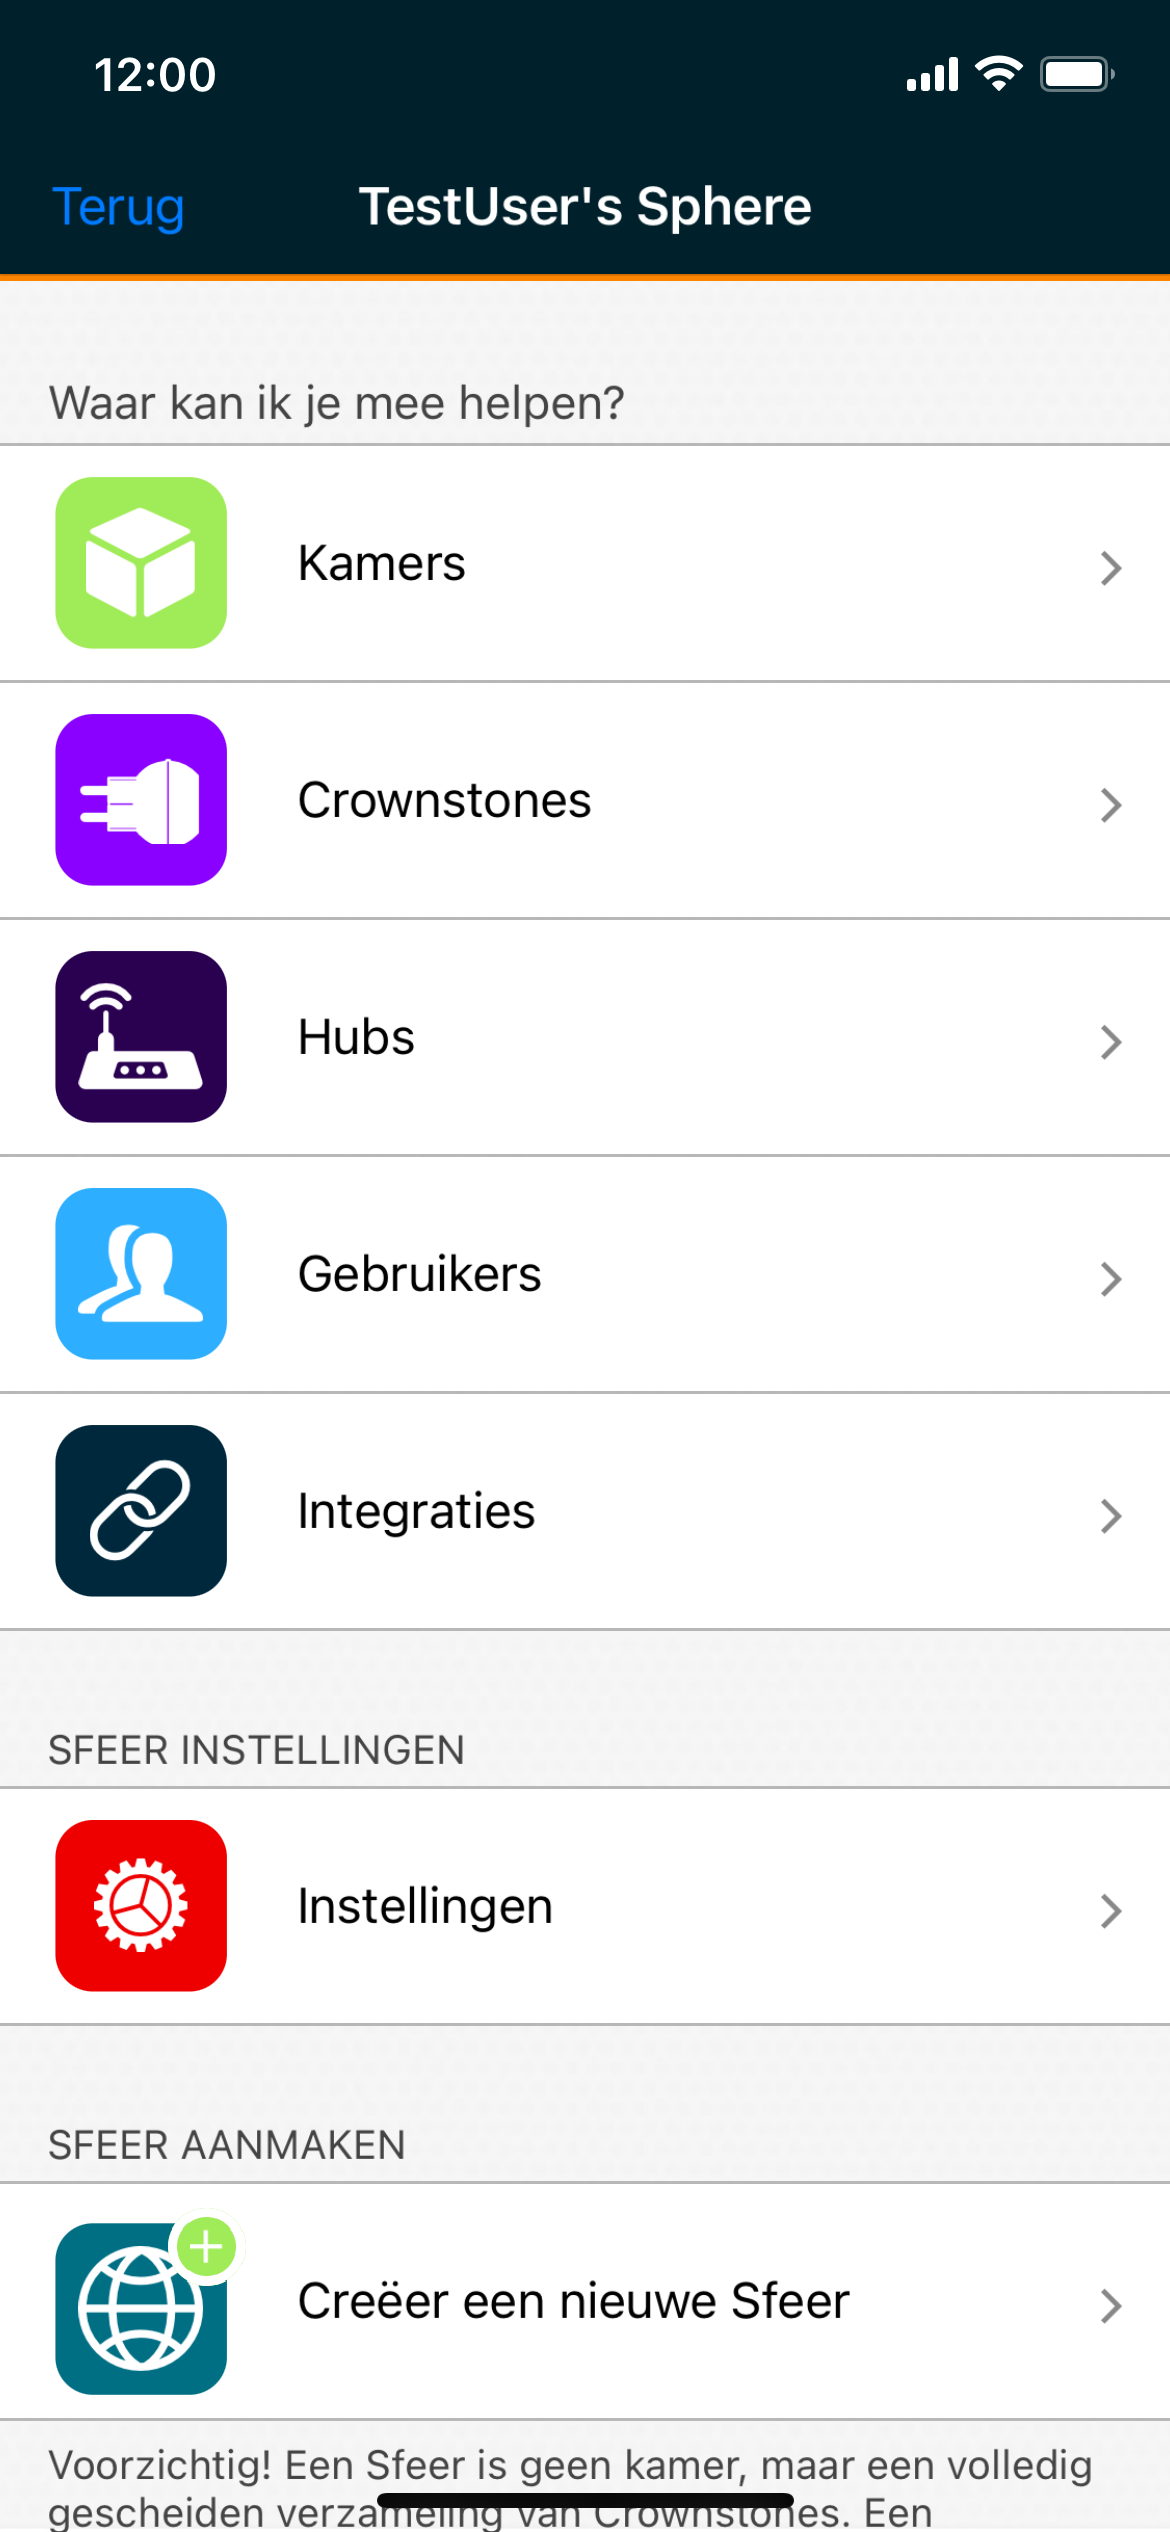 12:00
Terug
TestUser's Sphere
Waar kan ik je mee helpen?
Kamers
Crownstones
Hubs
Gebruikers
Integraties
SFEER INSTELLINGEN
Instellingen
SFEER AANMAKEN
Creëer een nieuwe Sfeer
Voorzichtig! Een Sfeer is geen kamer, maar een volledig
gescheiden verzameling van Crownstones. Een